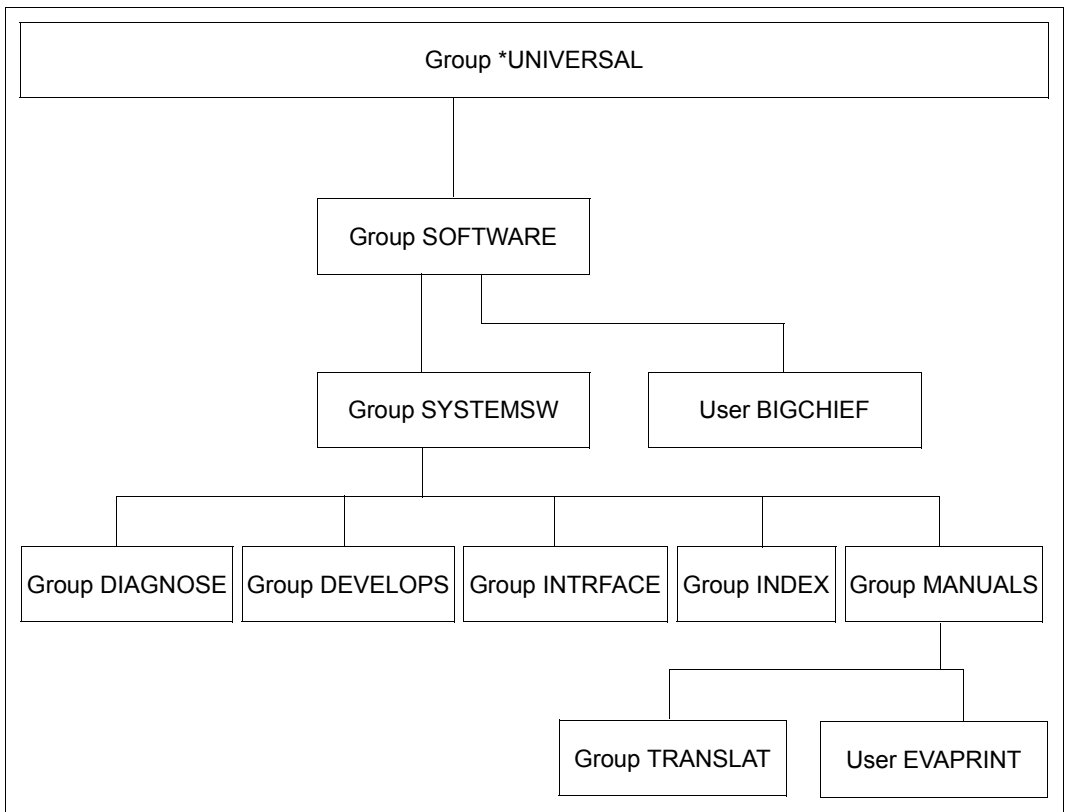 Group *UNIVERSAL
Group SOFTWARE
Group SYSTEMSW
User BIGCHIEF
Group DIAGNOSE
Group DEVELOPS
Group INTRFACE
Group INDEX
Group MANUALS
Group TRANSLAT
User EVAPRINT